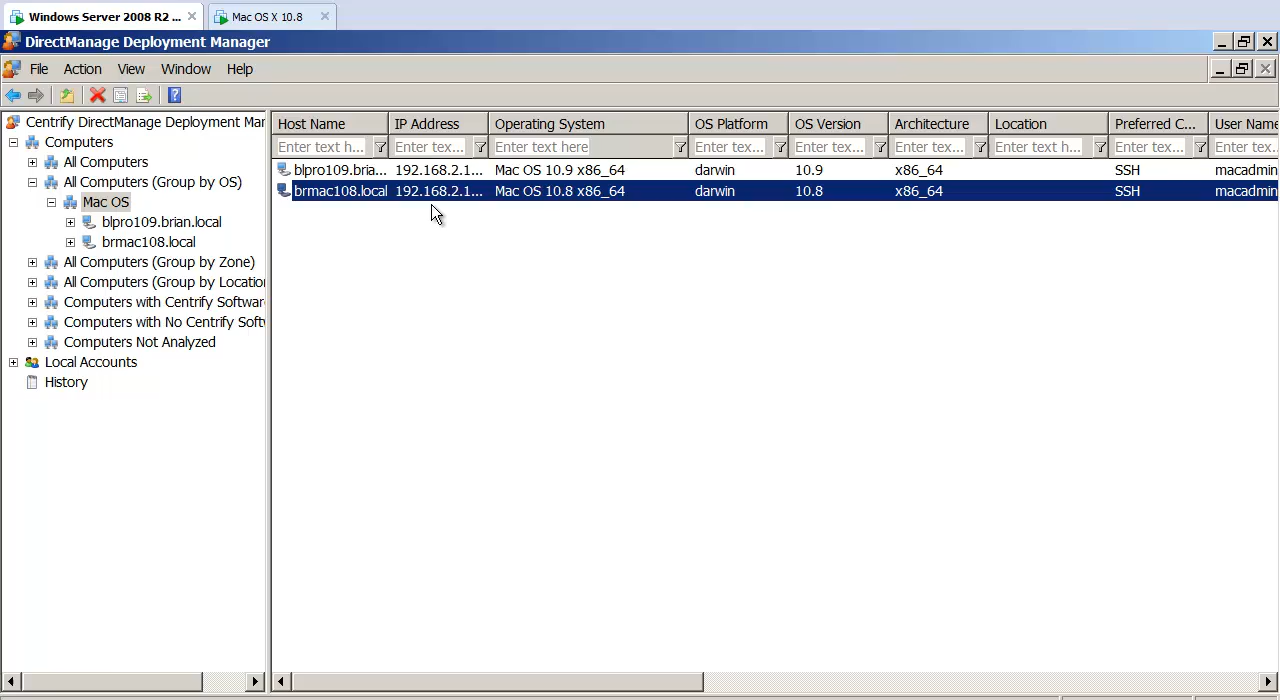 Windows Server 2008 R2 ... Mac OS X 10.8
DirectManage Deployment Manager
File Action View Window Help
Centrify DirectManage Deployment Mar
Computers
All Computers
All Computers (Group by OS)
Mac OS
blpro109.brian.local
brmac108.local
All Computers (Group by Zone)
All Computers (Group by Location
Computers with Centrify Software
Computers with No Centrify Soft
Computers Not Analyzed
Local Accounts
History
Host Name IP Address Operating System OS Platform OS Version Architecture Location Preferred C... User Name
Enter text h... Enter tex... Enter text here Enter tex... Enter tex... Enter tex... Enter text h... Enter tex... Enter tex
blpro109.bria... 192.168.2.1... Mac OS 10.9 x86_64 darwin 10.9 x86_64 SSH macadmin
brmac108.local 192.168.2.1... Mac OS 10.8 x86_64 darwin 10.8 x86_64 SSH macadmin